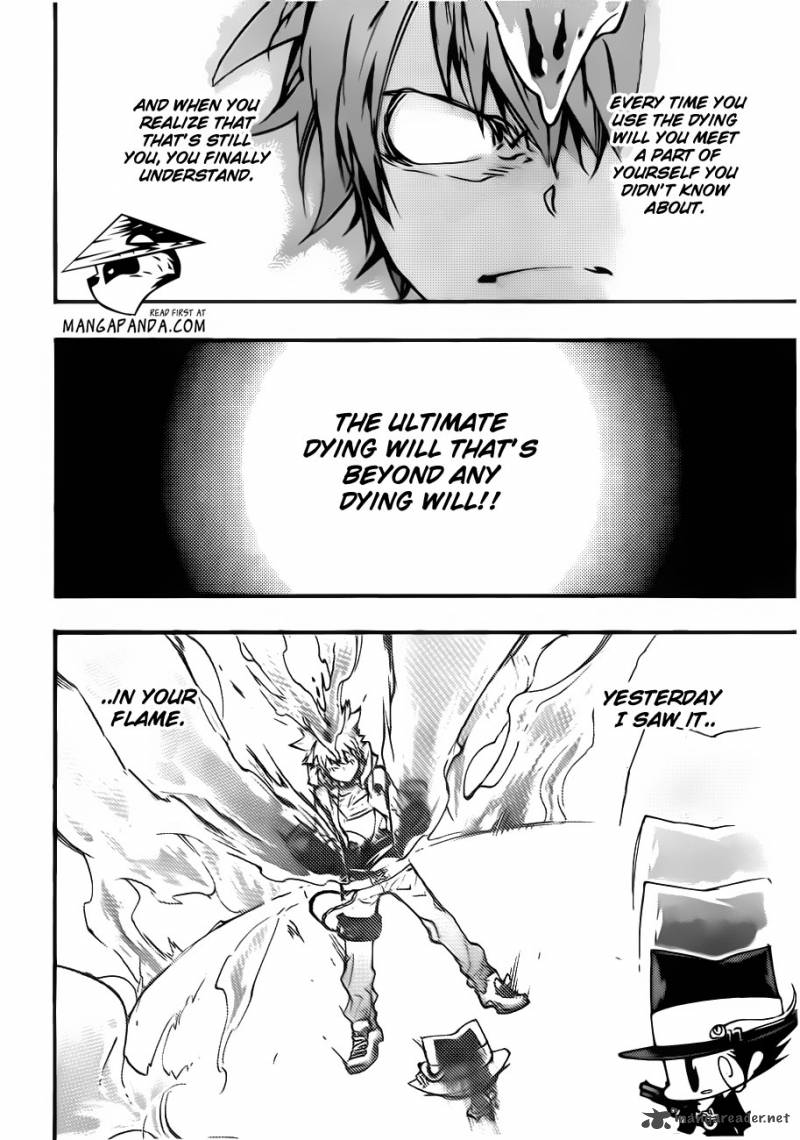 EVERY TIME YOU
USE THE DYING
WILL YOU MEET
A PART OF
YOURSELF YOU
DIDN'T KNOW
ABOUT.
AND WHEN YOU
REALIZE THAT
THAT'S STILL
YOU, YOU FINALLY
UNDERSTAND.
READ FIRST AT
MANGAPANDA.COM
THE ULTIMATE
DYING WILL THAT'S
BEYOND ANY
DYING WILL!!
YESTERDAY
I SAW IT..
..IN YOUR
FLAME.
mangareader.net